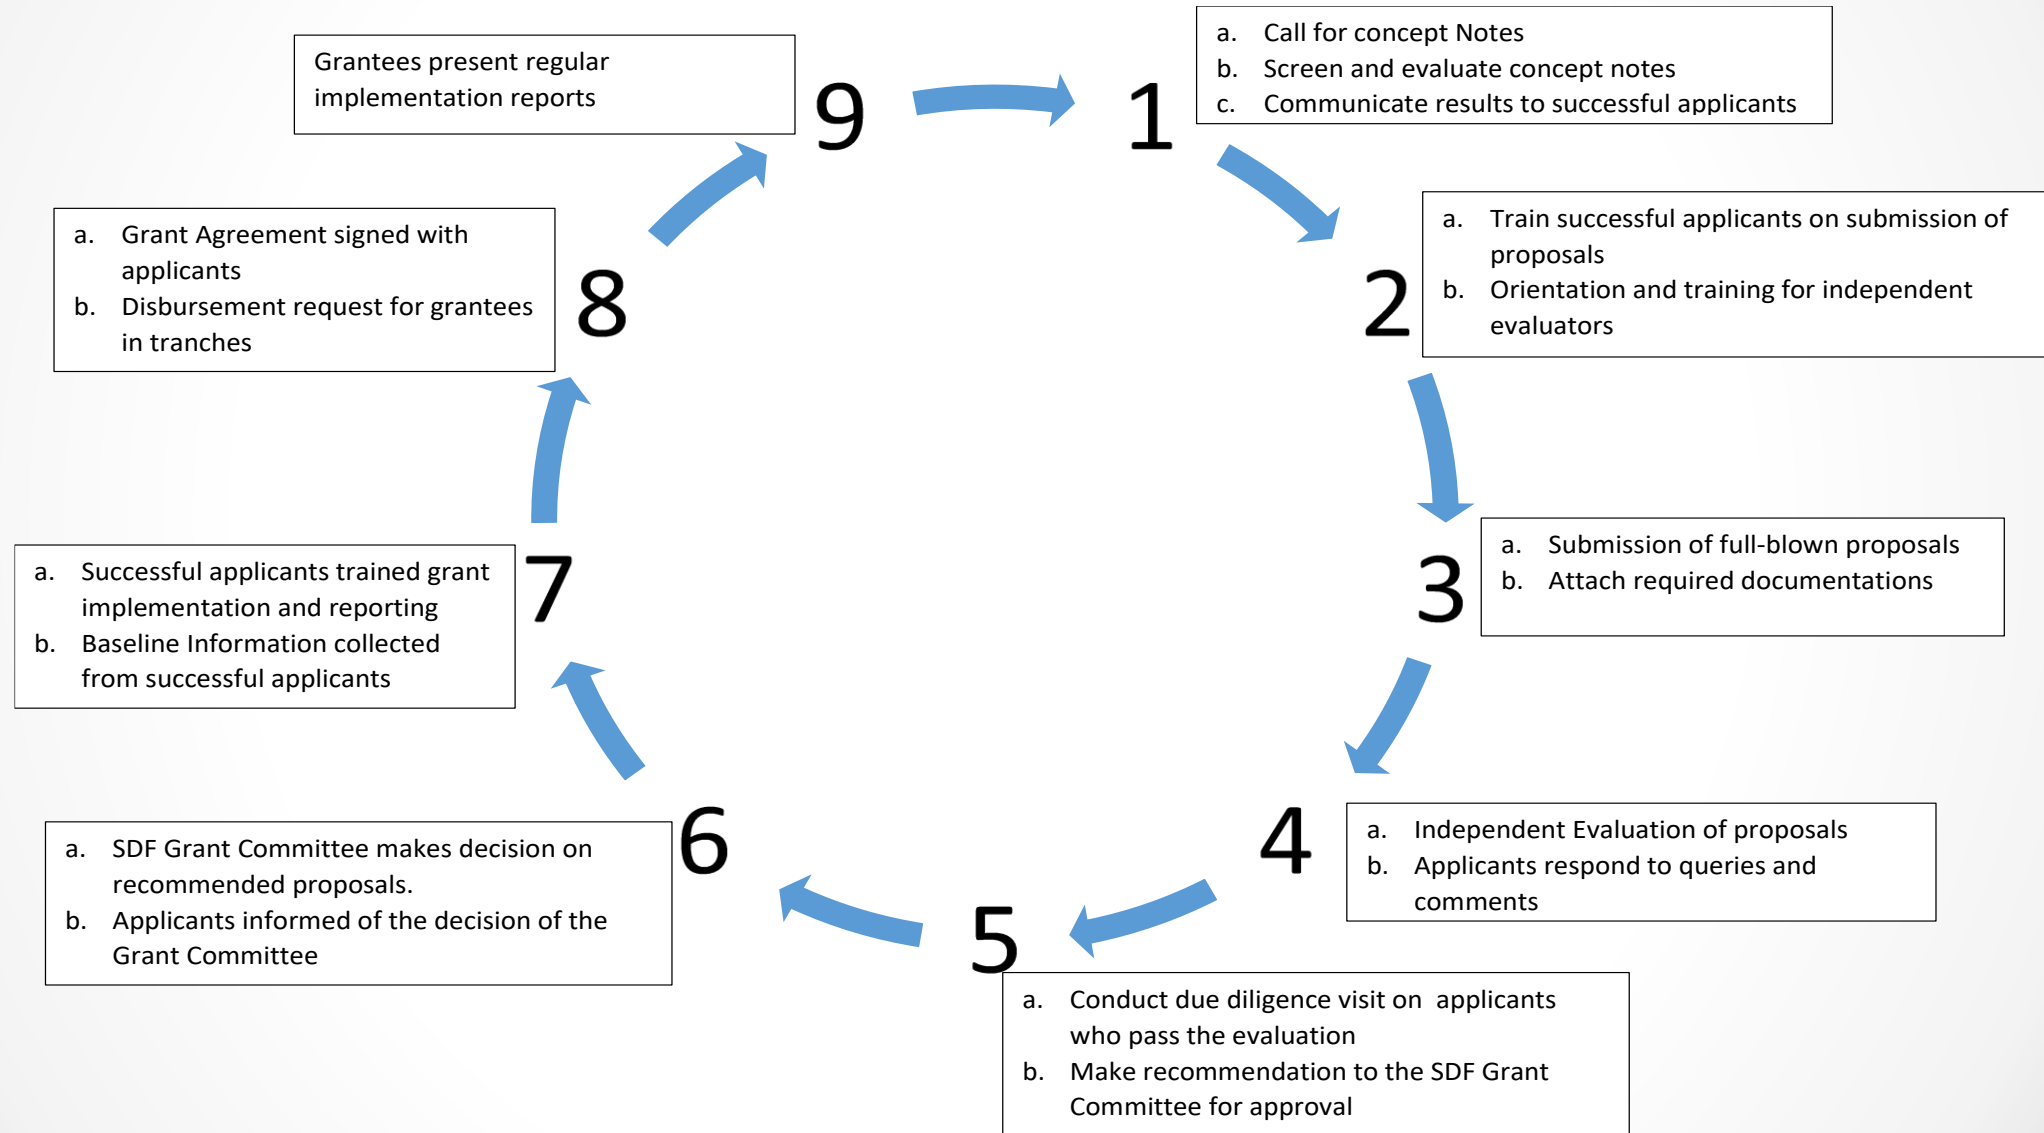 1
a. Call for concept Notes
b. Screen and evaluate concept notes
c. Communicate results to successful applicants
2
a. Train successful applicants on submission of
proposals
b. Orientation and training for independent
evaluators
3
a. Submission of full-blown proposals
b. Attach required documentations
4
a. Independent Evaluation of proposals
b. Applicants respond to queries and
comments
5
a. Conduct due diligence visit on applicants
who pass the evaluation
b. Make recommendation to the SDF Grant
Committee for approval
6
a. SDF Grant Committee makes decision on
recommended proposals.
b. Applicants informed of the decision of the
Grant Committee
7
a. Successful applicants trained grant
implementation and reporting
b. Baseline Information collected
from successful applicants
8
a. Grant Agreement signed with
applicants
b. Disbursement request for grantees
in tranches
9
Grantees present regular
implementation reports